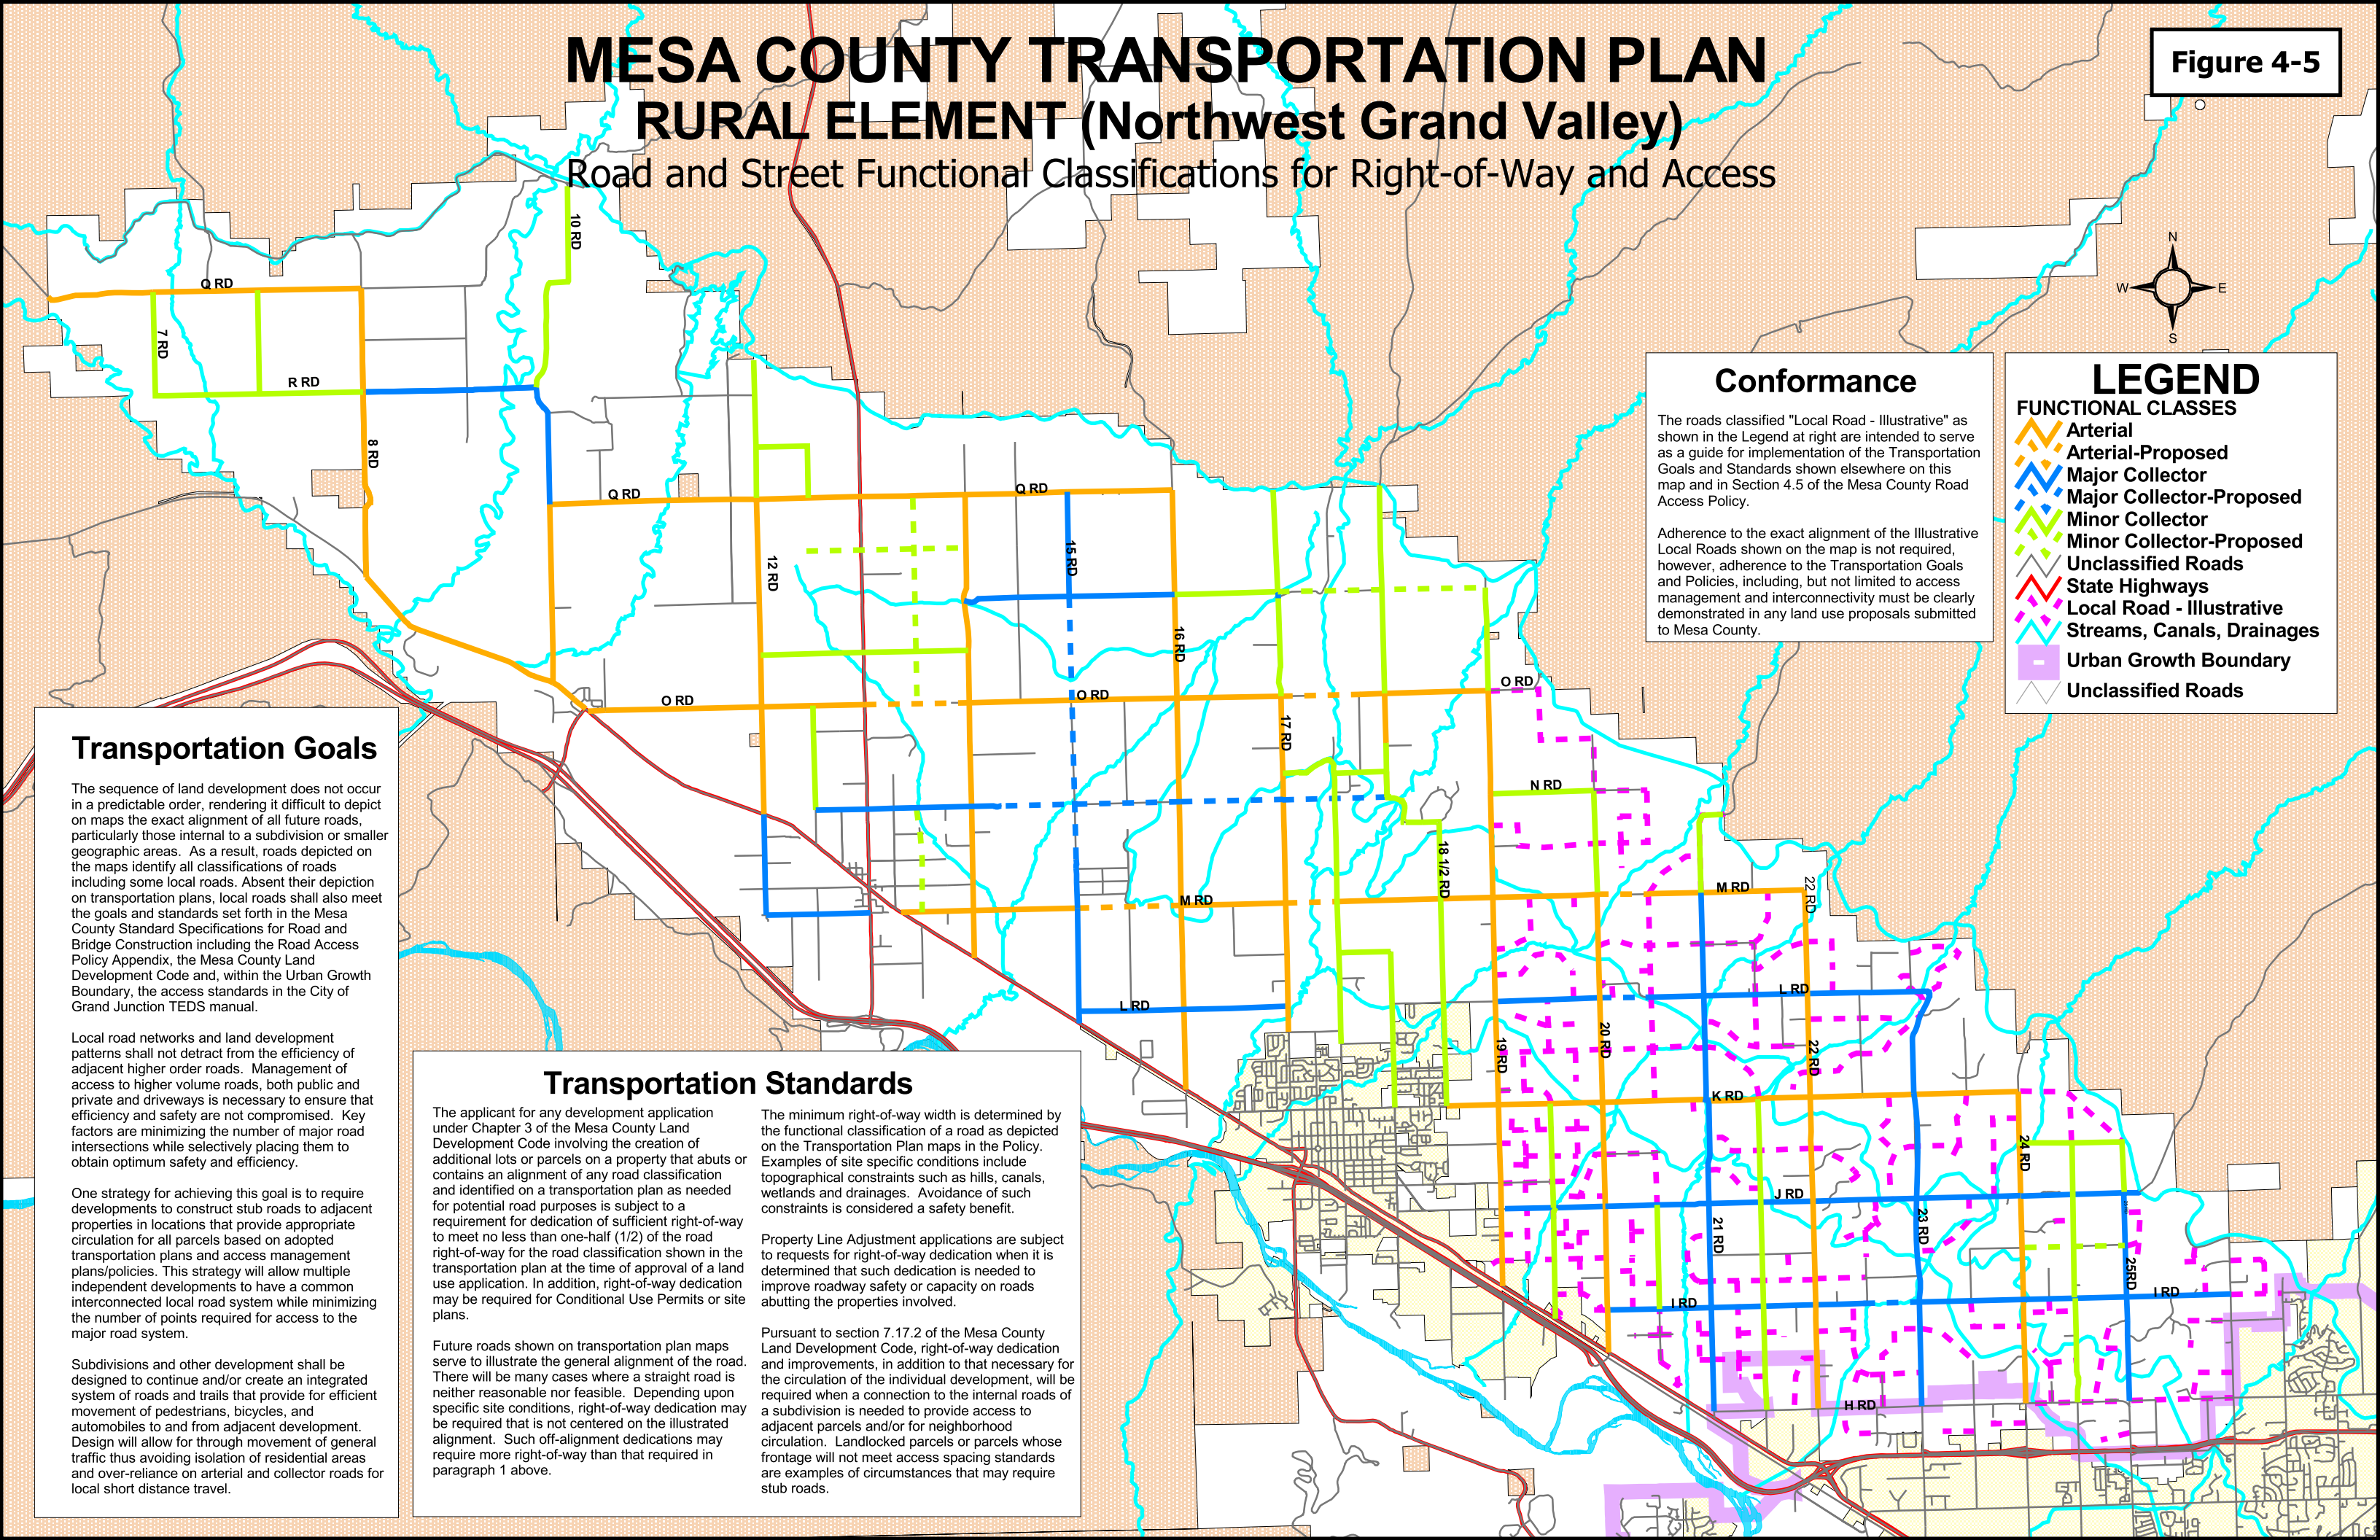 MESA COUNTY TRANSPORTATION PLAN
RURAL ELEMENT (Northwest Grand Valley)
Road and Street Functional Classifications for Right-of-Way and Access
Figure 4-5
N
W
E
S
10 RD
Q RD
7 RD
R RD
8 RD
Q RD
Q RD
12 RD
15 RD
16 RD
O RD
O RD
O RD
17 RD
N RD
18 1/2 RD
M RD
M RD
22 RD
L RD
L RD
19 RD
20 RD
22 RD
K RD
24 RD
J RD
21 RD
23 RD
25RD
I RD
I RD
H RD
Conformance
The roads classified "Local Road - Illustrative" as
shown in the Legend at right are intended to serve
as a guide for implementation of the Transportation
Goals and Standards shown elsewhere on this
map and in Section 4.5 of the Mesa County Road
Access Policy.
Adherence to the exact alignment of the Illustrative
Local Roads shown on the map is not required,
however, adherence to the Transportation Goals
and Policies, including, but not limited to access
management and interconnectivity must be clearly
demonstrated in any land use proposals submitted
to Mesa County.
LEGEND
FUNCTIONAL CLASSES
Arterial
Arterial-Proposed
Major Collector
Major Collector-Proposed
Minor Collector
Minor Collector-Proposed
Unclassified Roads
State Highways
Local Road - Illustrative
Streams, Canals, Drainages
Urban Growth Boundary
Unclassified Roads
Transportation Goals
The sequence of land development does not occur
in a predictable order, rendering it difficult to depict
on maps the exact alignment of all future roads,
particularly those internal to a subdivision or smaller
geographic areas.  As a result, roads depicted on
the maps identify all classifications of roads
including some local roads. Absent their depiction
on transportation plans, local roads shall also meet
the goals and standards set forth in the Mesa
County Standard Specifications for Road and
Bridge Construction including the Road Access
Policy Appendix, the Mesa County Land
Development Code and, within the Urban Growth
Boundary, the access standards in the City of
Grand Junction TEDS manual.
Local road networks and land development
patterns shall not detract from the efficiency of
adjacent higher order roads.  Management of
access to higher volume roads, both public and
private and driveways is necessary to ensure that
efficiency and safety are not compromised.  Key
factors are minimizing the number of major road
intersections while selectively placing them to
obtain optimum safety and efficiency.
One strategy for achieving this goal is to require
developments to construct stub roads to adjacent
properties in locations that provide appropriate
circulation for all parcels based on adopted
transportation plans and access management
plans/policies. This strategy will allow multiple
independent developments to have a common
interconnected local road system while minimizing
the number of points required for access to the
major road system.
Subdivisions and other development shall be
designed to continue and/or create an integrated
system of roads and trails that provide for efficient
movement of pedestrians, bicycles, and
automobiles to and from adjacent development.
Design will allow for through movement of general
traffic thus avoiding isolation of residential areas
and over-reliance on arterial and collector roads for
local short distance travel.
Transportation Standards
The applicant for any development application
under Chapter 3 of the Mesa County Land
Development Code involving the creation of
additional lots or parcels on a property that abuts or
contains an alignment of any road classification
and identified on a transportation plan as needed
for potential road purposes is subject to a
requirement for dedication of sufficient right-of-way
to meet no less than one-half (1/2) of the road
right-of-way for the road classification shown in the
transportation plan at the time of approval of a land
use application. In addition, right-of-way dedication
may be required for Conditional Use Permits or site
plans.
Future roads shown on transportation plan maps
serve to illustrate the general alignment of the road.
There will be many cases where a straight road is
neither reasonable nor feasible.  Depending upon
specific site conditions, right-of-way dedication may
be required that is not centered on the illustrated
alignment.  Such off-alignment dedications may
require more right-of-way than that required in
paragraph 1 above.
The minimum right-of-way width is determined by
the functional classification of a road as depicted
on the Transportation Plan maps in the Policy.
Examples of site specific conditions include
topographical constraints such as hills, canals,
wetlands and drainages.  Avoidance of such
constraints is considered a safety benefit.
Property Line Adjustment applications are subject
to requests for right-of-way dedication when it is
determined that such dedication is needed to
improve roadway safety or capacity on roads
abutting the properties involved.
Pursuant to section 7.17.2 of the Mesa County
Land Development Code, right-of-way dedication
and improvements, in addition to that necessary for
the circulation of the individual development, will be
required when a connection to the internal roads of
a subdivision is needed to provide access to
adjacent parcels and/or for neighborhood
circulation.  Landlocked parcels or parcels whose
frontage will not meet access spacing standards
are examples of circumstances that may require
stub roads.